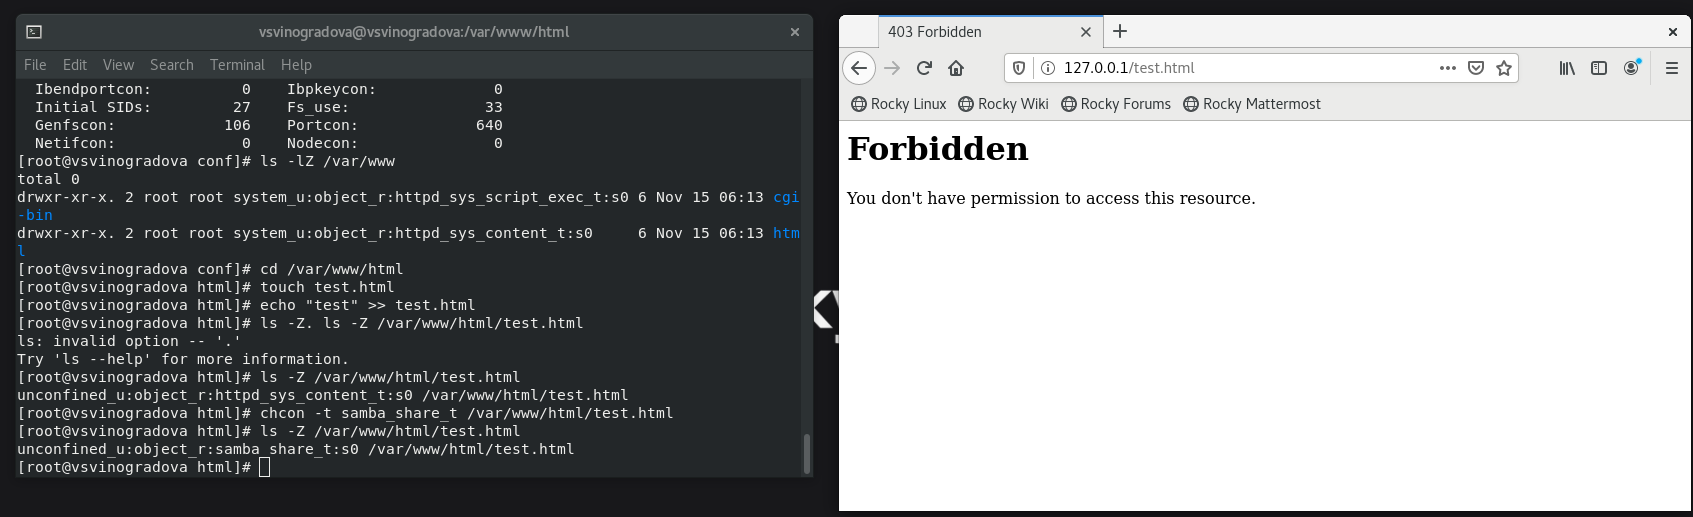 vsvinogradova@vsvinogradova:/var/www/html
File Edit View Search Terminal Help
Ibendportcon: 0 Ibpkeycon: 0
Initial SIDs: 27 Fs_use: 33
Genfscon: 106 Portcon: 640
Netifcon: 0 Nodecon: 0
[root@vsvinogradova conf]# ls -lZ /var/www
total 0
drwxr-xr-x. 2 root root system_u:object_r:httpd_sys_script_exec_t:s0 6 Nov 15 06:13 cgi
-bin
drwxr-xr-x. 2 root root system_u:object_r:httpd_sys_content_t:s0 6 Nov 15 06:13 htm
l
[root@vsvinogradova conf]# cd /var/www/html
[root@vsvinogradova html]# touch test.html
[root@vsvinogradova html]# echo "test" >> test.html
[root@vsvinogradova html]# ls -Z. ls -Z /var/www/html/test.html
ls: invalid option -- '.'
Try 'ls --help' for more information.
[root@vsvinogradova html]# ls -Z /var/www/html/test.html
unconfined_u:object_r:httpd_sys_content_t:s0 /var/www/html/test.html
[root@vsvinogradova html]# chcon -t samba_share_t /var/www/html/test.html
[root@vsvinogradova html]# ls -Z /var/www/html/test.html
unconfined_u:object_r:samba_share_t:s0 /var/www/html/test.html
[root@vsvinogradova html]#
403 Forbidden
127.0.0.1/test.html
Rocky Linux Rocky Wiki Rocky Forums Rocky Mattermost
Forbidden
You don't have permission to access this resource.